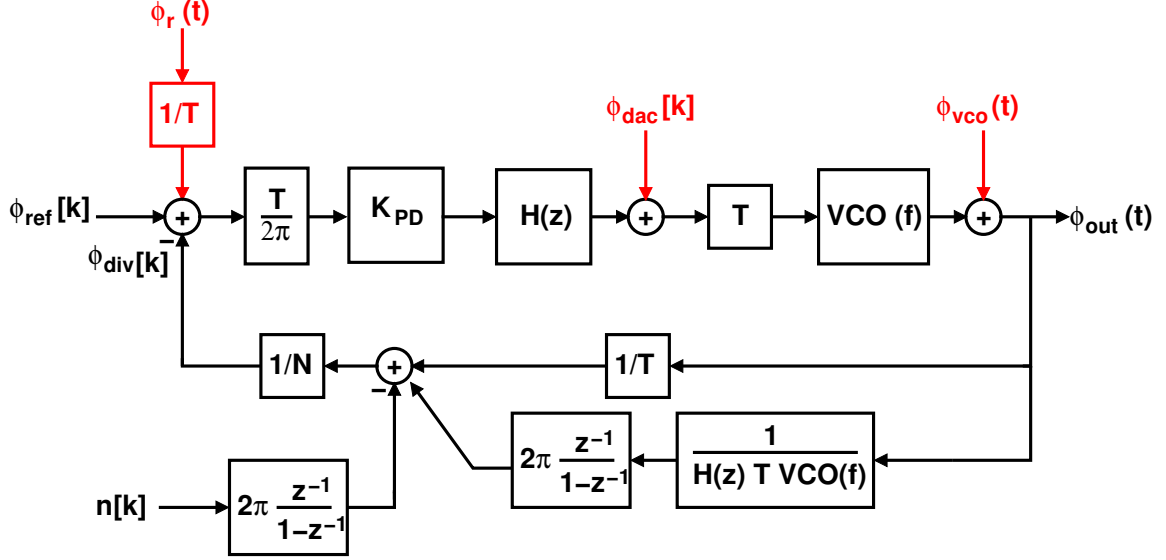 ϕr (t)
1/T
ϕdac [k]
ϕvco (t)
ϕref [k]
+
T
2π
K PD
H(z)
+
T
VCO (f)
+
ϕout (t)
−
ϕdiv[k]
1/N
+
−
1/T
2π z−1
1−z−1
1
H(z) T VCO(f)
n[k]
2π z−1
1−z−1